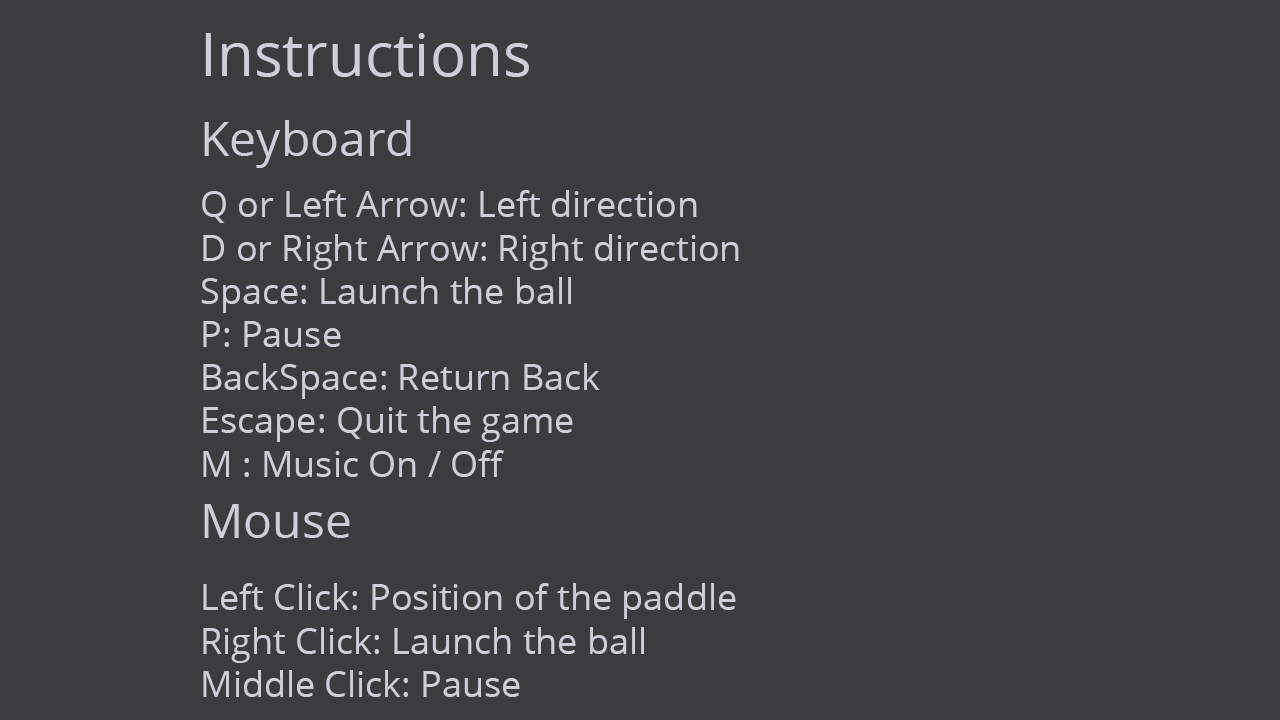 Instructions
Keyboard
Q or Left Arrow: Left direction
D or Right Arrow: Right direction
Space: Launch the ball
P: Pause
BackSpace: Return Back
Escape: Quit the game
M : Music On / Off
Mouse
Left Click: Position of the paddle
Right Click: Launch the ball
Middle Click: Pause